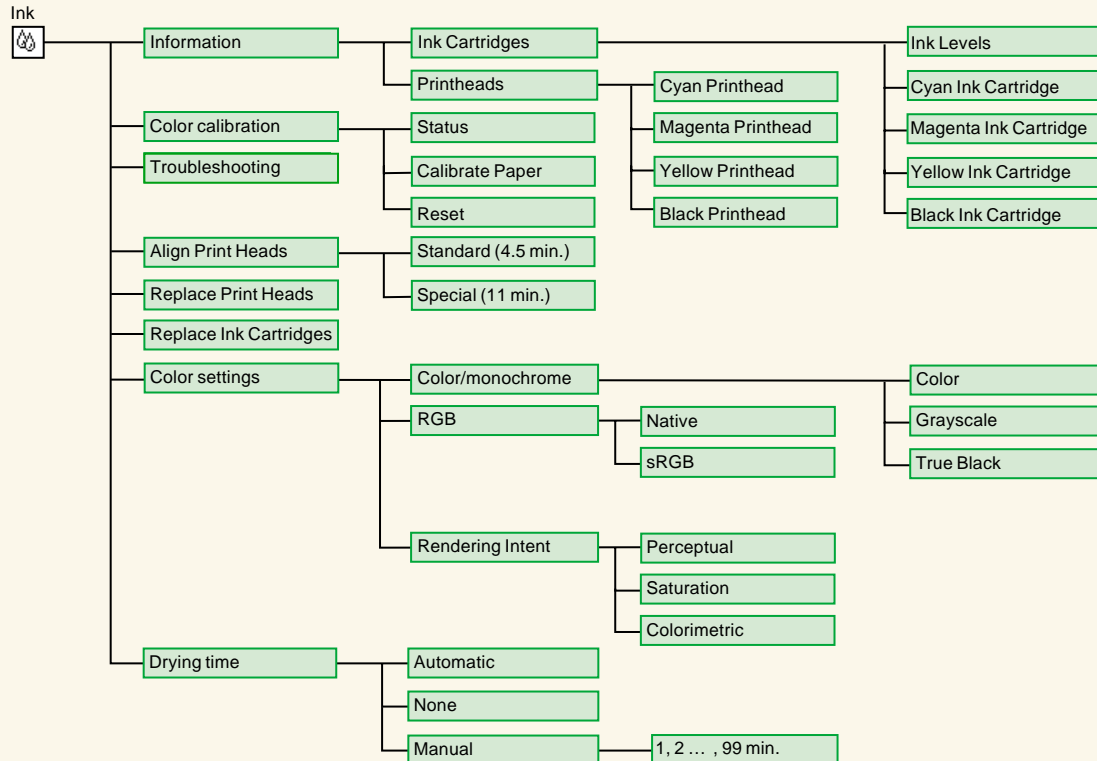 Ink
Information
Ink Cartridges
Ink Levels
Printheads
Cyan Printhead
Cyan Ink Cartridge
Color calibration
Status
Magenta Printhead
Magenta Ink Cartridge
Troubleshooting
Calibrate Paper
Yellow Printhead
Yellow Ink Cartridge
Reset
Black Printhead
Black Ink Cartridge
Align Print Heads
Standard (4.5 min.)
Replace Print Heads
Special (11 min.)
Replace Ink Cartridges
Color settings
Color/monochrome
Color
RGB
Native
Grayscale
sRGB
True Black
Rendering Intent
Perceptual
Saturation
Colorimetric
Drying time
Automatic
None
Manual
1, 2 ... , 99 min.